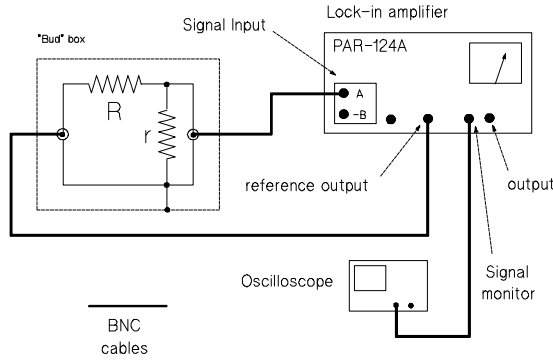 Lock-in amplifier
Signal Input
PAR-124A
"Bud" box
A
-B
R
r
reference output
output
Oscilloscope
Signal
monitor
BNC
cables